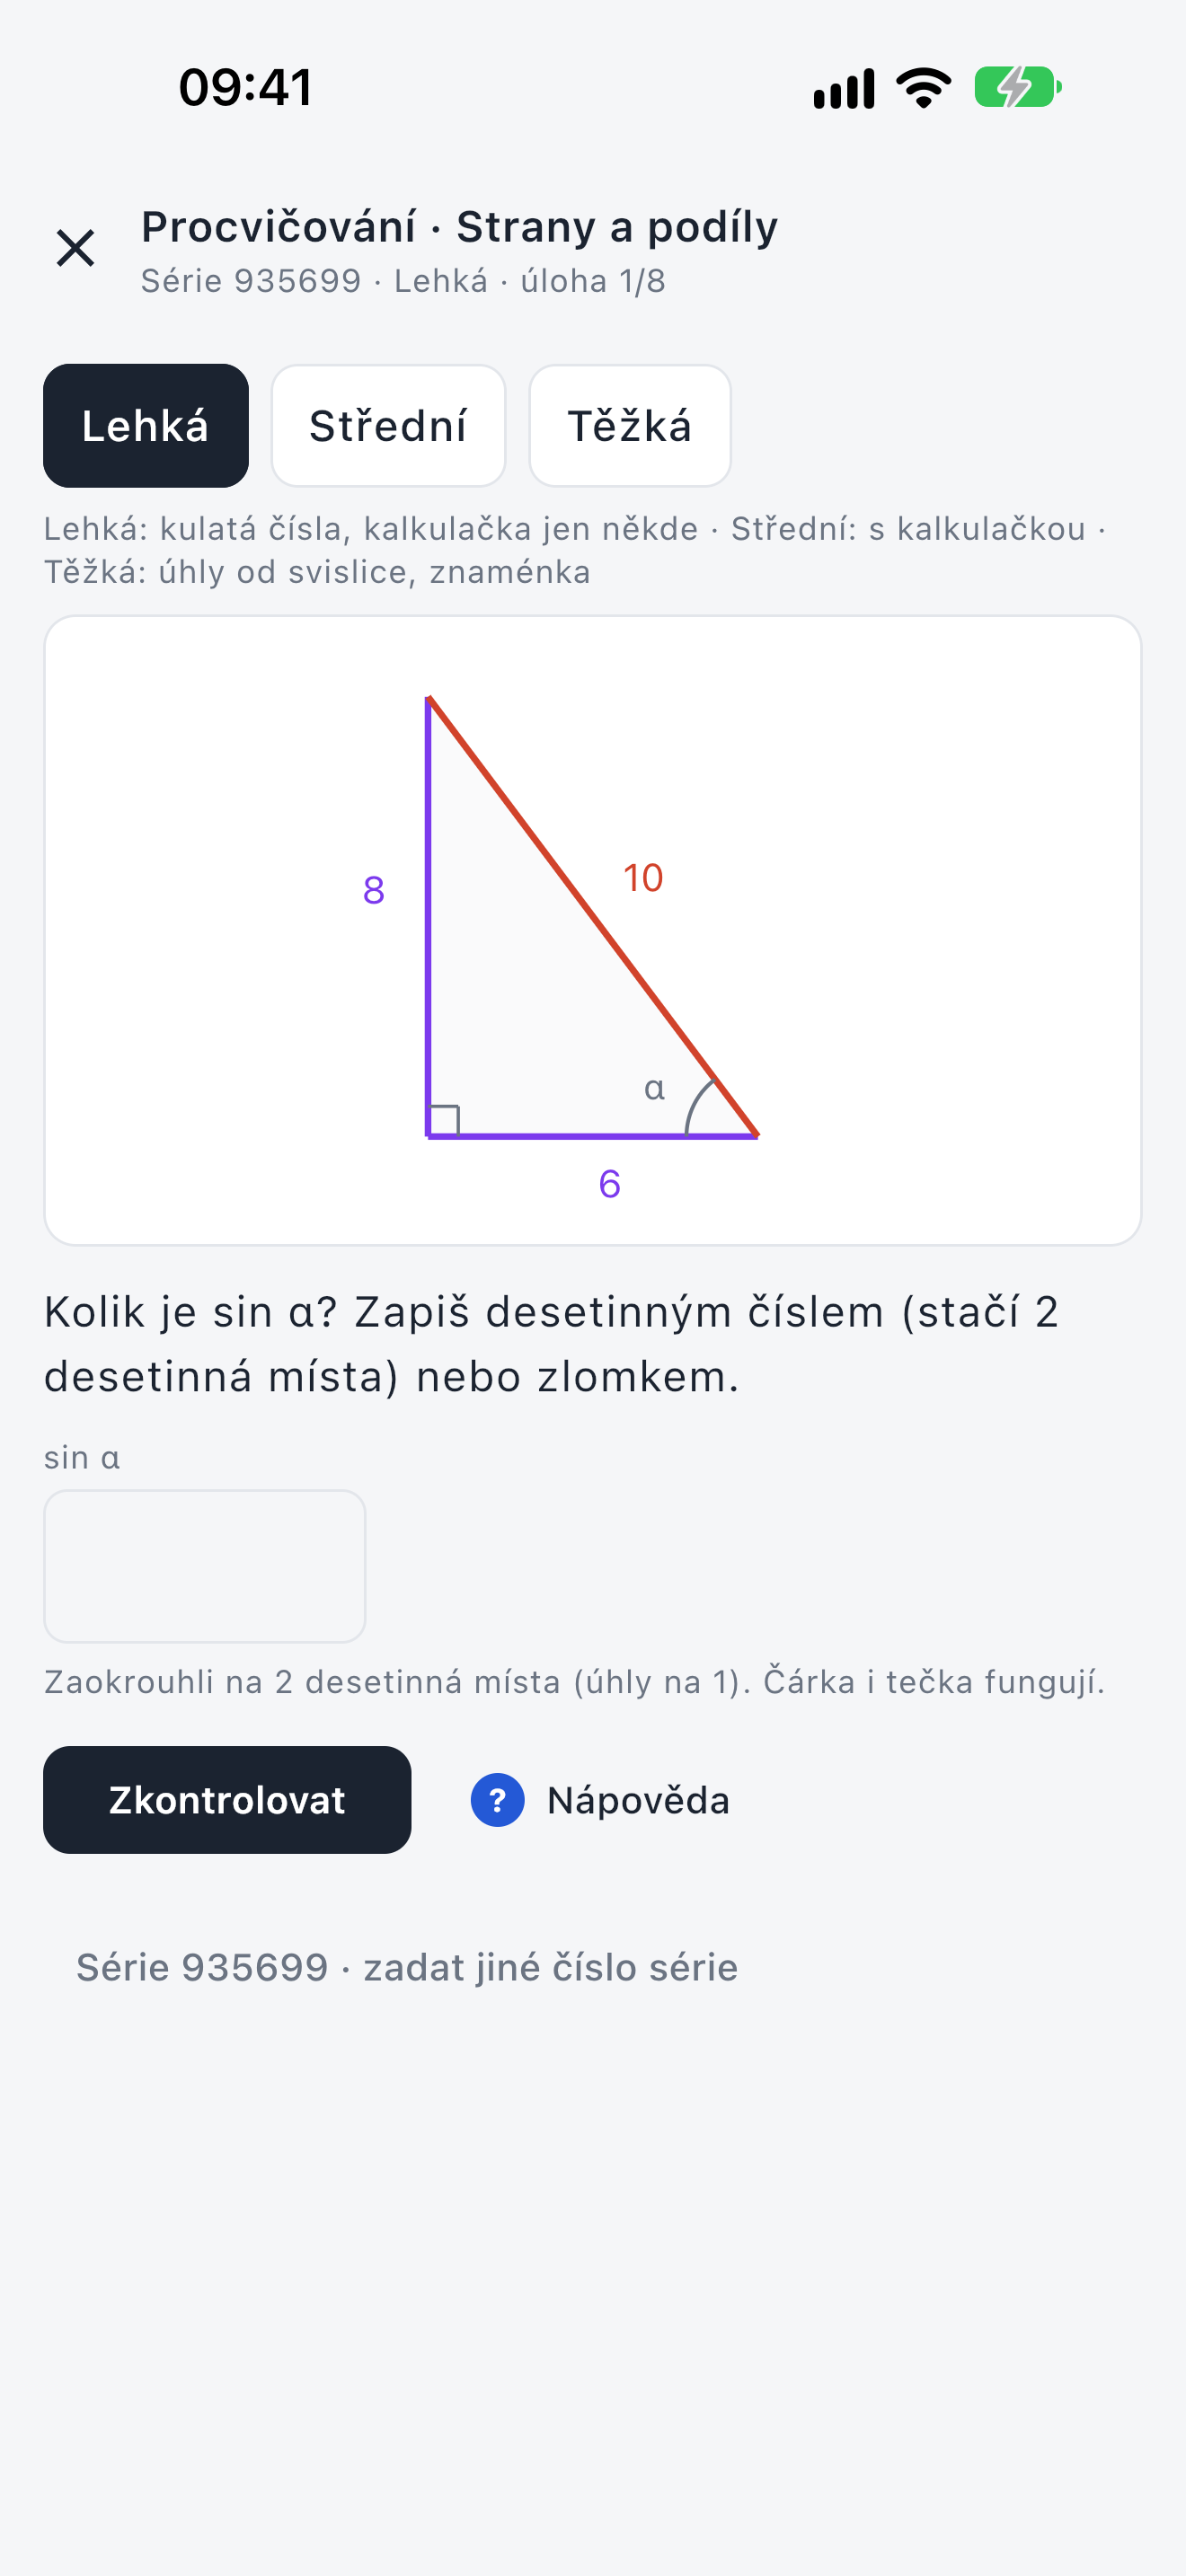 09:41
Procvičování · Strany a podíly
Série 935699 · Lehká · úloha 1/8
Lehká
Střední
Těžká
Lehká: kulatá čísla, kalkulačka jen někde · Střední: s kalkulačkou ·
Těžká: úhly od svislice, znaménka
8
10
α
6
Kolik je sin α? Zapiš desetinným číslem (stačí 2
desetinná místa) nebo zlomkem.
sin α
Zaokrouhli na 2 desetinná místa (úhly na 1). Čárka i tečka fungují.
Zkontrolovat
? Nápověda
Série 935699 · zadat jiné číslo série